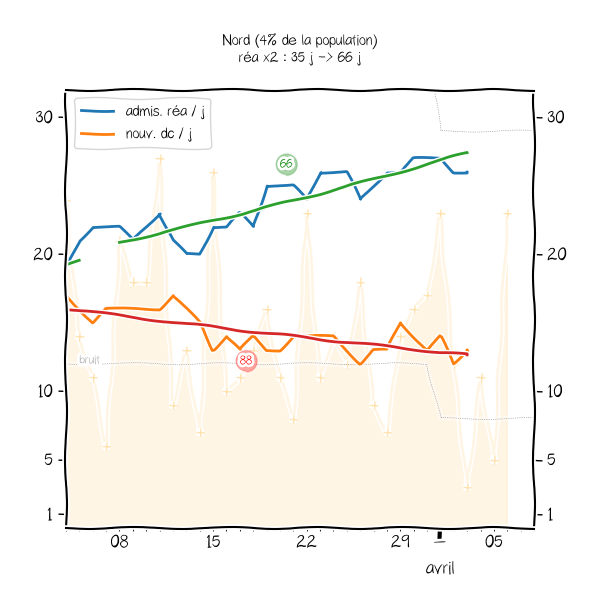 Nord (4% de la population)
réa x2 : 35 j -> 66 j
admis. réa / j
nouv. dc / j
30 30
66
20 20
bruit
88
10 10
5 5
1 1
08 15 22 29 1 05
avril